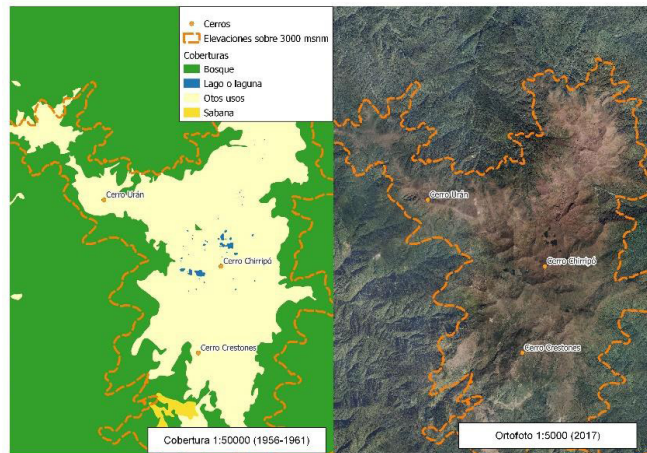 Cerros
Elevaciones sobre 3000 msnm
Coberturas
Bosque
Lago o laguna
Otos usos
Sabana
Cerro Urán
Cerro Chirripó
Cerro Crestones
Cobertura 1:50000 (1956-1961)
Cerro Urán
Cerro Chirripó
Cerro Crestones
Ortofoto 1:5000 (2017)